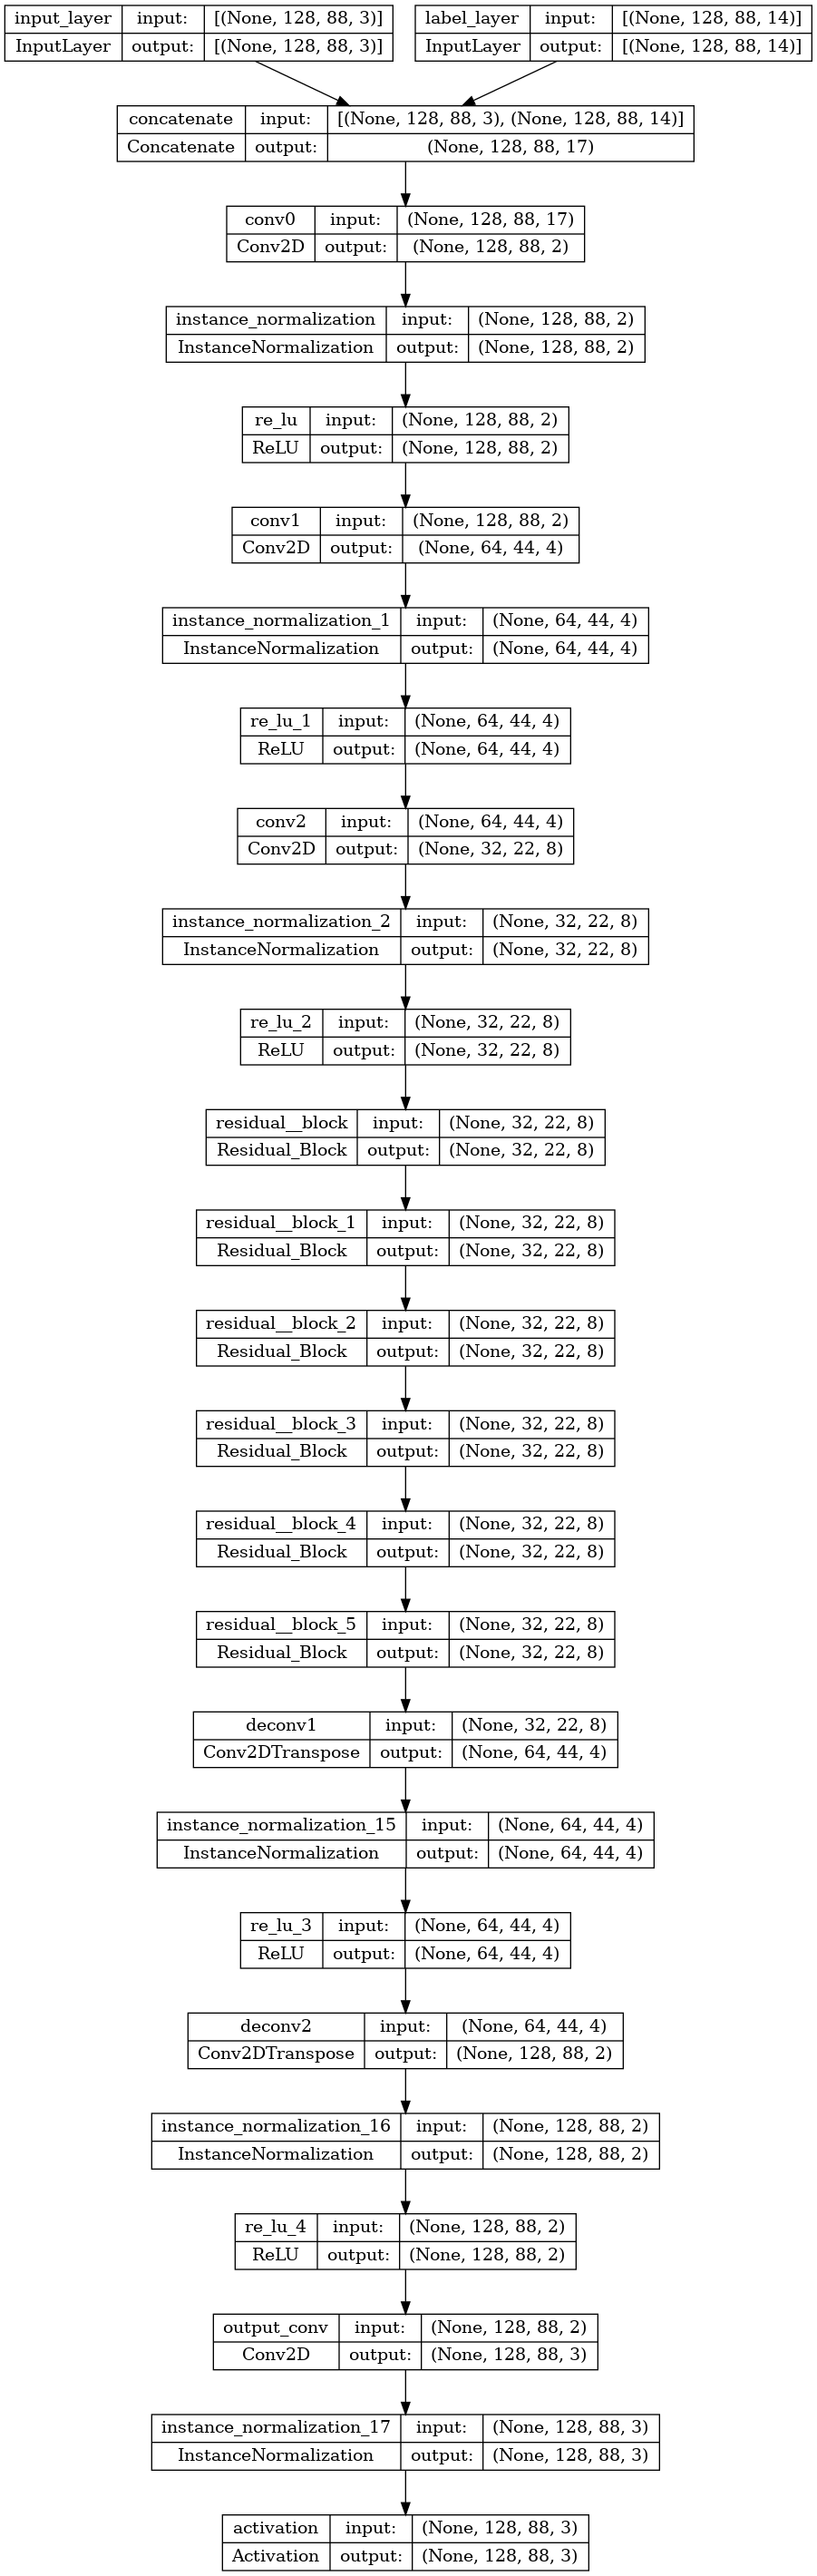 input_layer input: [(None, 128, 88, 3)]
InputLayer output: [(None, 128, 88, 3)]
label_layer input: [(None, 128, 88, 14)]
InputLayer output: [(None, 128, 88, 14)]
concatenate input: [(None, 128, 88, 3), (None, 128, 88, 14)]
Concatenate output: (None, 128, 88, 17)
conv0 input: (None, 128, 88, 17)
Conv2D output: (None, 128, 88, 2)
instance_normalization input: (None, 128, 88, 2)
InstanceNormalization output: (None, 128, 88, 2)
re_lu input: (None, 128, 88, 2)
ReLU output: (None, 128, 88, 2)
conv1 input: (None, 128, 88, 2)
Conv2D output: (None, 64, 44, 4)
instance_normalization_1 input: (None, 64, 44, 4)
InstanceNormalization output: (None, 64, 44, 4)
re_lu_1 input: (None, 64, 44, 4)
ReLU output: (None, 64, 44, 4)
conv2 input: (None, 64, 44, 4)
Conv2D output: (None, 32, 22, 8)
instance_normalization_2 input: (None, 32, 22, 8)
InstanceNormalization output: (None, 32, 22, 8)
re_lu_2 input: (None, 32, 22, 8)
ReLU output: (None, 32, 22, 8)
residual__block input: (None, 32, 22, 8)
Residual_Block output: (None, 32, 22, 8)
residual__block_1 input: (None, 32, 22, 8)
Residual_Block output: (None, 32, 22, 8)
residual__block_2 input: (None, 32, 22, 8)
Residual_Block output: (None, 32, 22, 8)
residual__block_3 input: (None, 32, 22, 8)
Residual_Block output: (None, 32, 22, 8)
residual__block_4 input: (None, 32, 22, 8)
Residual_Block output: (None, 32, 22, 8)
residual__block_5 input: (None, 32, 22, 8)
Residual_Block output: (None, 32, 22, 8)
deconv1 input: (None, 32, 22, 8)
Conv2DTranspose output: (None, 64, 44, 4)
instance_normalization_15 input: (None, 64, 44, 4)
InstanceNormalization output: (None, 64, 44, 4)
re_lu_3 input: (None, 64, 44, 4)
ReLU output: (None, 64, 44, 4)
deconv2 input: (None, 64, 44, 4)
Conv2DTranspose output: (None, 128, 88, 2)
instance_normalization_16 input: (None, 128, 88, 2)
InstanceNormalization output: (None, 128, 88, 2)
re_lu_4 input: (None, 128, 88, 2)
ReLU output: (None, 128, 88, 2)
output_conv input: (None, 128, 88, 2)
Conv2D output: (None, 128, 88, 3)
instance_normalization_17 input: (None, 128, 88, 3)
InstanceNormalization output: (None, 128, 88, 3)
activation input: (None, 128, 88, 3)
Activation output: (None, 128, 88, 3)